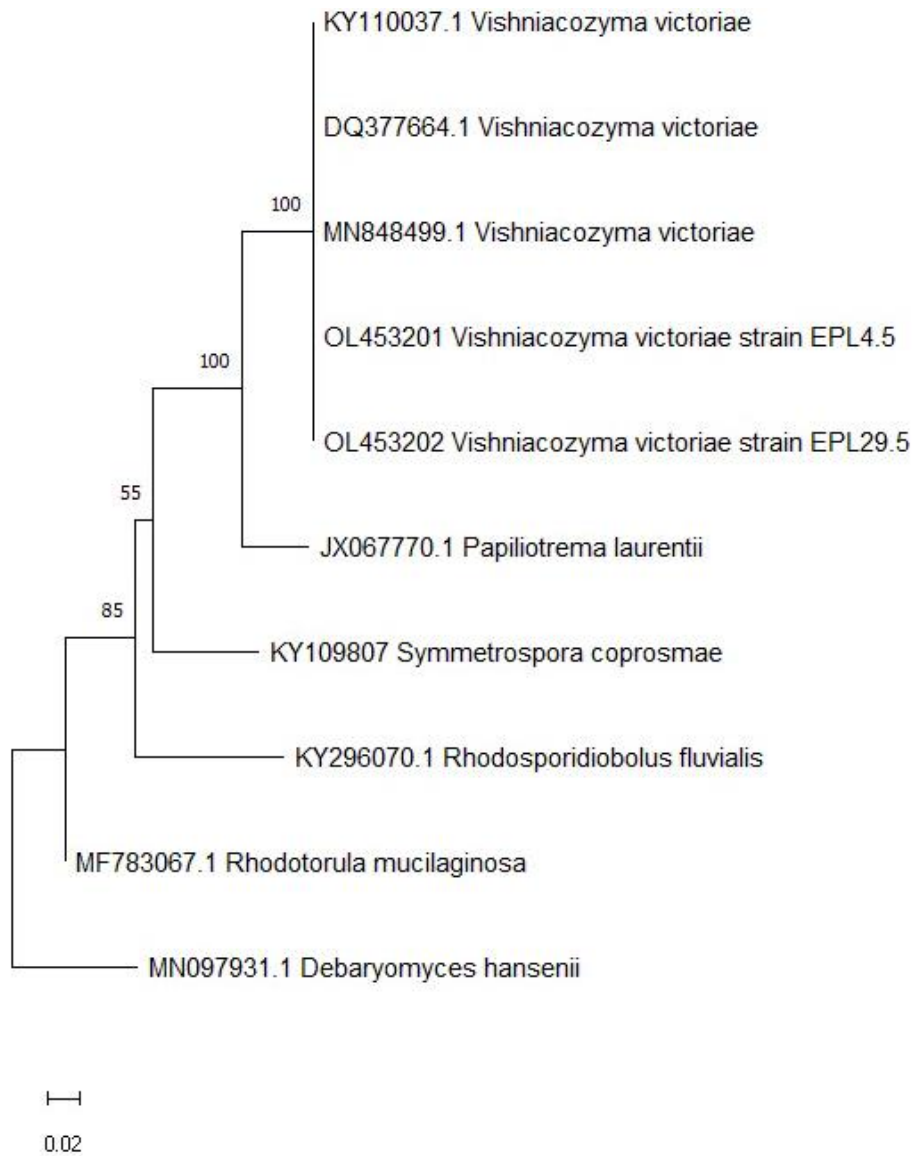 KY110037.1 Vishniacozyma victoriae
DQ377664.1 Vishniacozyma victoriae
100
MN848499.1 Vishniacozyma victoriae
OL453201 Vishniacozyma victoriae strain EPL4.5
100
OL453202 Vishniacozyma victoriae strain EPL29.5
55
JX067770.1 Papiliotrema laurentii
85
KY109807 Symmetrospora coprosmae
KY296070.1 Rhodosporidiobolus fluvialis
MF783067.1 Rhodotorula mucilaginosa
MN097931.1 Debaryomyces hansenii
0.02